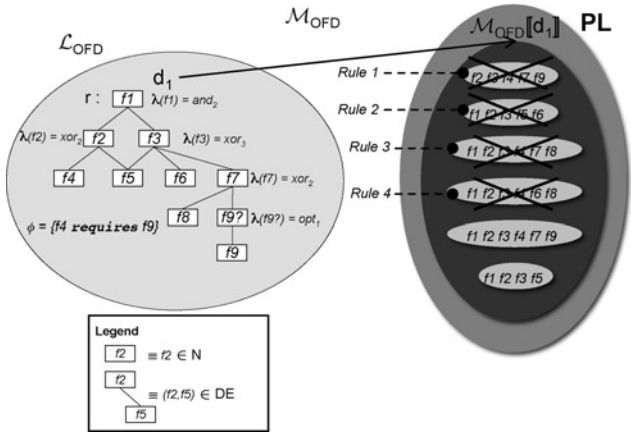 ℒOFD
ℳOFD
ℳOFD⟦d1⟧
PL
d1
r :
f1
λ(f1) = and2
λ(f2) = xor2
f2
f3
λ(f3) = xor3
f4
f5
f6
f7
λ(f7) = xor2
f8
f9?
λ(f9?) = opt1
ϕ = {f4 requires f9}
f9
Rule 1
f2 f3 f4 f7 f9
Rule 2
f1 f2 f3 f5 f6
Rule 3
f1 f2 f3 f4 f7 f8
Rule 4
f1 f2 f3 f4 f6 f8
f1 f2 f3 f4 f7 f9
f1 f2 f3 f5
Legend
f2
≡ f2 ∈ N
f2
≡ (f2,f5) ∈ DE
f5